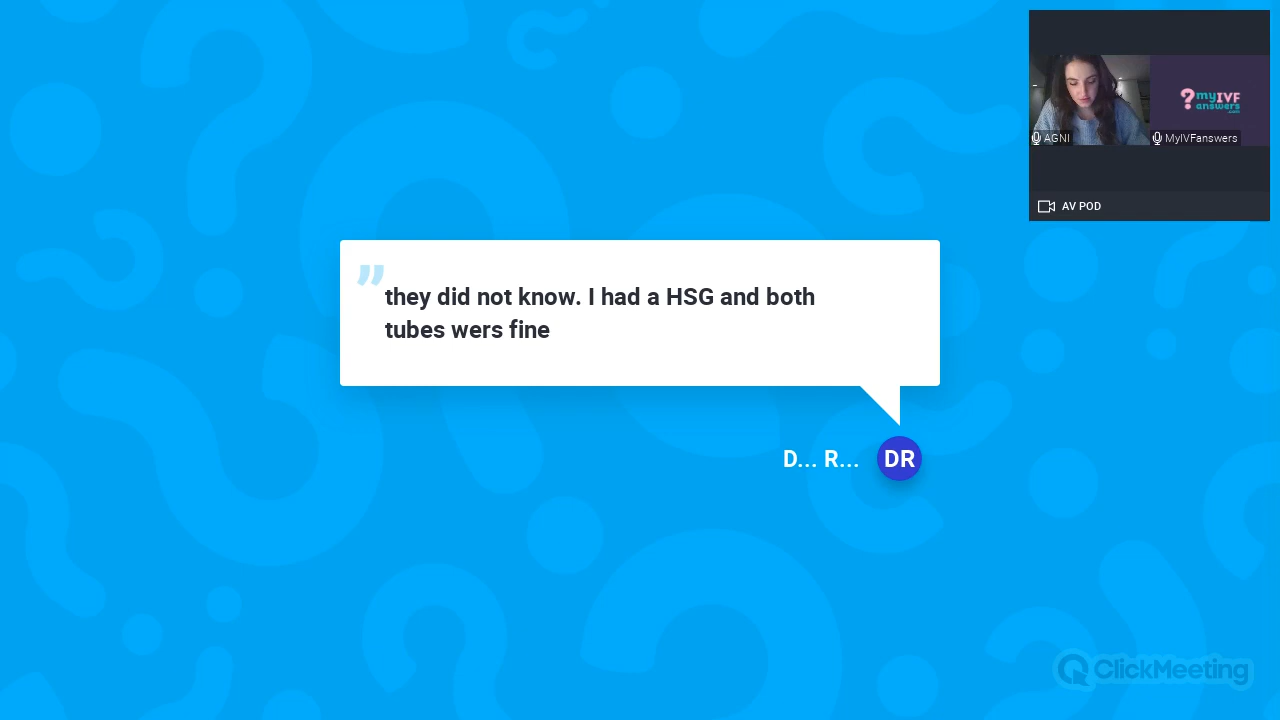 ?myIVF
answers
.com
AGNI
MyIVFanswers
AV POD
”
they did not know. I had a HSG and both
tubes wers fine
D... R...
DR
ClickMeeting